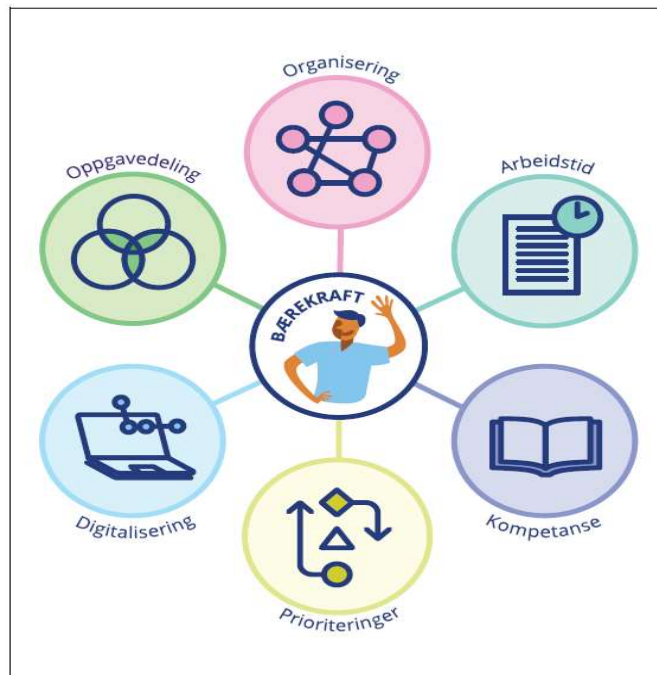 Organisering
Oppgavedeling
Arbeidstid
BÆREKRAFT
Digitalisering
Kompetanse
Prioriteringer